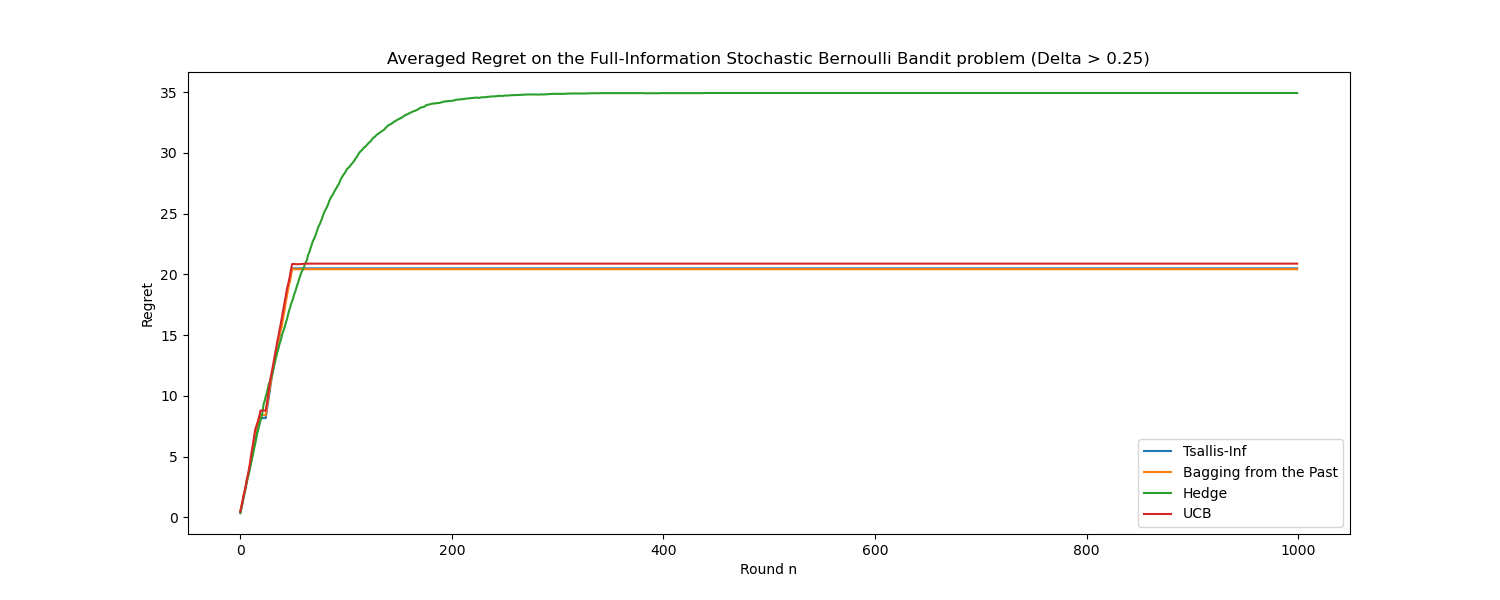 Averaged Regret on the Full-Information Stochastic Bernoulli Bandit problem (Delta > 0.25)
35
30
25
20
15
10
5
0
Regret
Tsallis-Inf
Bagging from the Past
Hedge
UCB
0 200 400 600 800 1000
Round n